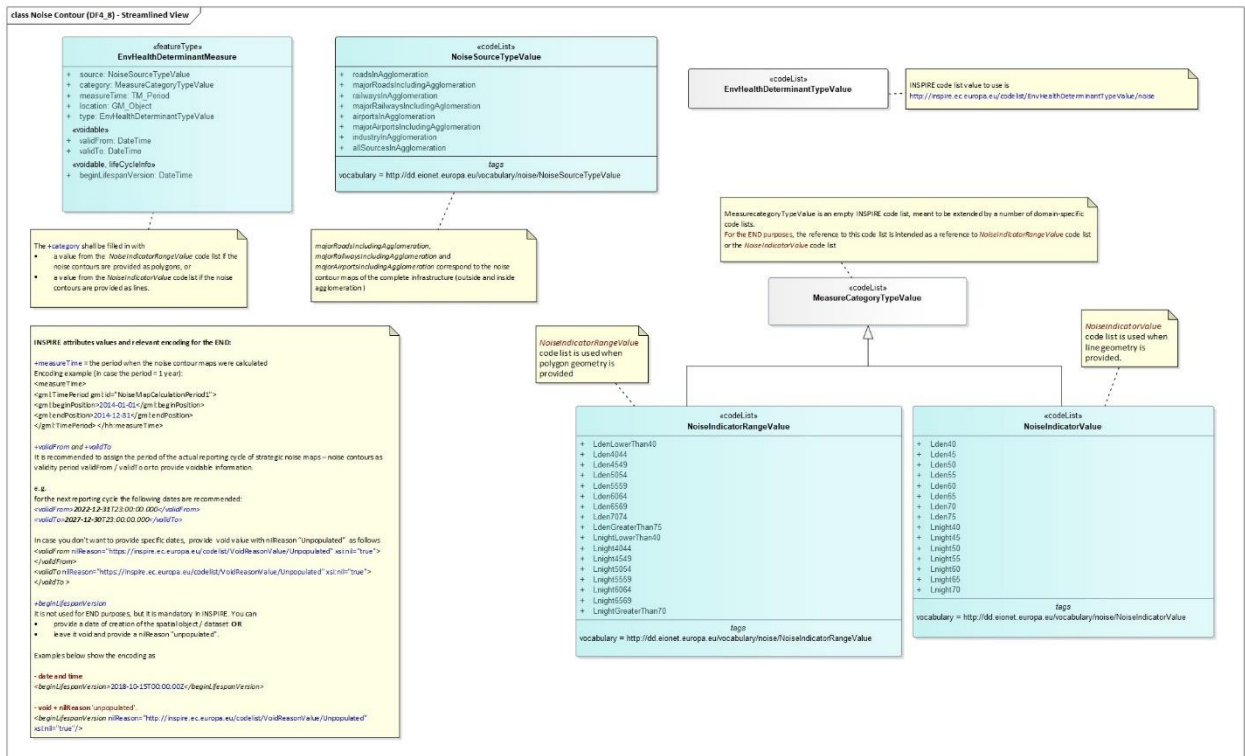 class Noise Contour (DF4_8) - Streamlined View
«featureType»
EnvHealthDeterminantMeasure
+ source: NoiseSourceTypeValue
+ category: MeasureCategoryTypeValue
+ measureTime: TM_Period
+ location: GM_Object
+ type: EnvHealthDeterminantTypeValue
«voidable»
+ validFrom: DateTime
+ validTo: DateTime
«voidable, lifeCycleInfo»
+ beginLifespanVersion: DateTime
«codeList»
NoiseSourceTypeValue
+ roadsInAgglomeration
+ majorRoadsIncludingAgglomeration
+ railwaysInAgglomeration
+ majorRailwaysIncludingAglomeration
+ airportsInAgglomeration
+ majorAirportsIncludingAgglomeration
+ industryInAgglomeration
+ allSourcesInAgglomeration
tags
vocabulary = http://dd.eionet.europa.eu/vocabulary/noise/NoiseSourceTypeValue
«codeList»
EnvHealthDeterminantTypeValue
INSPIRE code list value to use is
http://inspire.ec.europa.eu/codelist/EnvHealthDeterminantTypeValue/noise
The +category shall be filled in with
• a value from the NoiseIndicatorRangeValue code list if the
noise contours are provided as polygons, or
• a value from the NoiseIndicatorValue code list if the noise
contours are provided as lines.
majorRoadsIncludingAgglomeration,
majorRailwaysIncludingAgglomeration and
majorAirportsIncludingAgglomeration correspond to the noise
contour maps of the complete infrastructure (outside and inside
agglomeration)
MeasurecategoryTypeValue is an empty INSPIRE code list, meant to be extended by a number of domain-specific
code lists.
For the END purposes, the reference to this code list is intended as a reference to NoiseIndicatorRangeValue code list
or the NoiseIndicatorValue code list
«codeList»
MeasureCategoryTypeValue
NoiseIndicatorRangeValue
code list is used when
polygon geometry is
provided
NoiseIndicatorValue
code list is used when
line geometry is
provided.
INSPIRE attributes values and relevant encoding for the END:
+measureTime = the period when the noise contour maps were calculated
Encoding example (in case the period = 1 year):
<measureTime>
<gml:TimePeriod gml:id="NoiseMapCalculationPeriod1">
<gml:beginPosition>2014-01-01</gml:beginPosition>
<gml:endPosition>2014-12-31</gml:endPosition>
</gml:TimePeriod> </hh:measureTime>
+validFrom and +validTo
It is recommended to assign the period of the actual reporting cycle of strategic noise maps – noise contours as
validity period validFrom / validTo or to provide voidable information.
e.g.
for the next reporting cycle the following dates are recommended:
<validFrom>2022-12-31T23:00:00.000</validFrom>
<validTo>2027-12-30T23:00:00.000</validTo>
In case you don't want to provide specific dates, provide void value with nilReason "Unpopulated" as follows
<validFrom nilReason="https://inspire.ec.europa.eu/codelist/VoidReasonValue/Unpopulated" xsi:nil="true">
</validFrom>
<validTo nilReason="https://inspire.ec.europa.eu/codelist/VoidReasonValue/Unpopulated" xsi:nil="true">
</validTo >
+beginLifespanVersion
It is not used for END purposes, but it is mandatory in INSPIRE. You can
• provide a date of creation of the spatial object / dataset OR
• leave it void and provide a nilReason "unpopulated".
Examples below show the encoding as
- date and time
<beginLifespanVersion>2018-10-15T00:00:00Z</beginLifespanVersion>
- void + nilReason 'unpopulated'.
<beginLifespanVersion nilReason="http://inspire.ec.europa.eu/codelist/VoidReasonValue/Unpopulated"
xsi:nil="true"/>
«codeList»
NoiseIndicatorRangeValue
+ LdenLowerThan40
+ Lden4044
+ Lden4549
+ Lden5054
+ Lden5559
+ Lden6064
+ Lden6569
+ Lden7074
+ LdenGreaterThan75
+ LnightLowerThan40
+ Lnight4044
+ Lnight4549
+ Lnight5054
+ Lnight5559
+ Lnight6064
+ Lnight6569
+ LnightGreaterThan70
tags
vocabulary = http://dd.eionet.europa.eu/vocabulary/noise/NoiseIndicatorRangeValue
«codeList»
NoiseIndicatorValue
+ Lden40
+ Lden45
+ Lden50
+ Lden55
+ Lden60
+ Lden65
+ Lden70
+ Lden75
+ Lnight40
+ Lnight45
+ Lnight50
+ Lnight55
+ Lnight60
+ Lnight65
+ Lnight70
tags
vocabulary = http://dd.eionet.europa.eu/vocabulary/noise/NoiseIndicatorValue